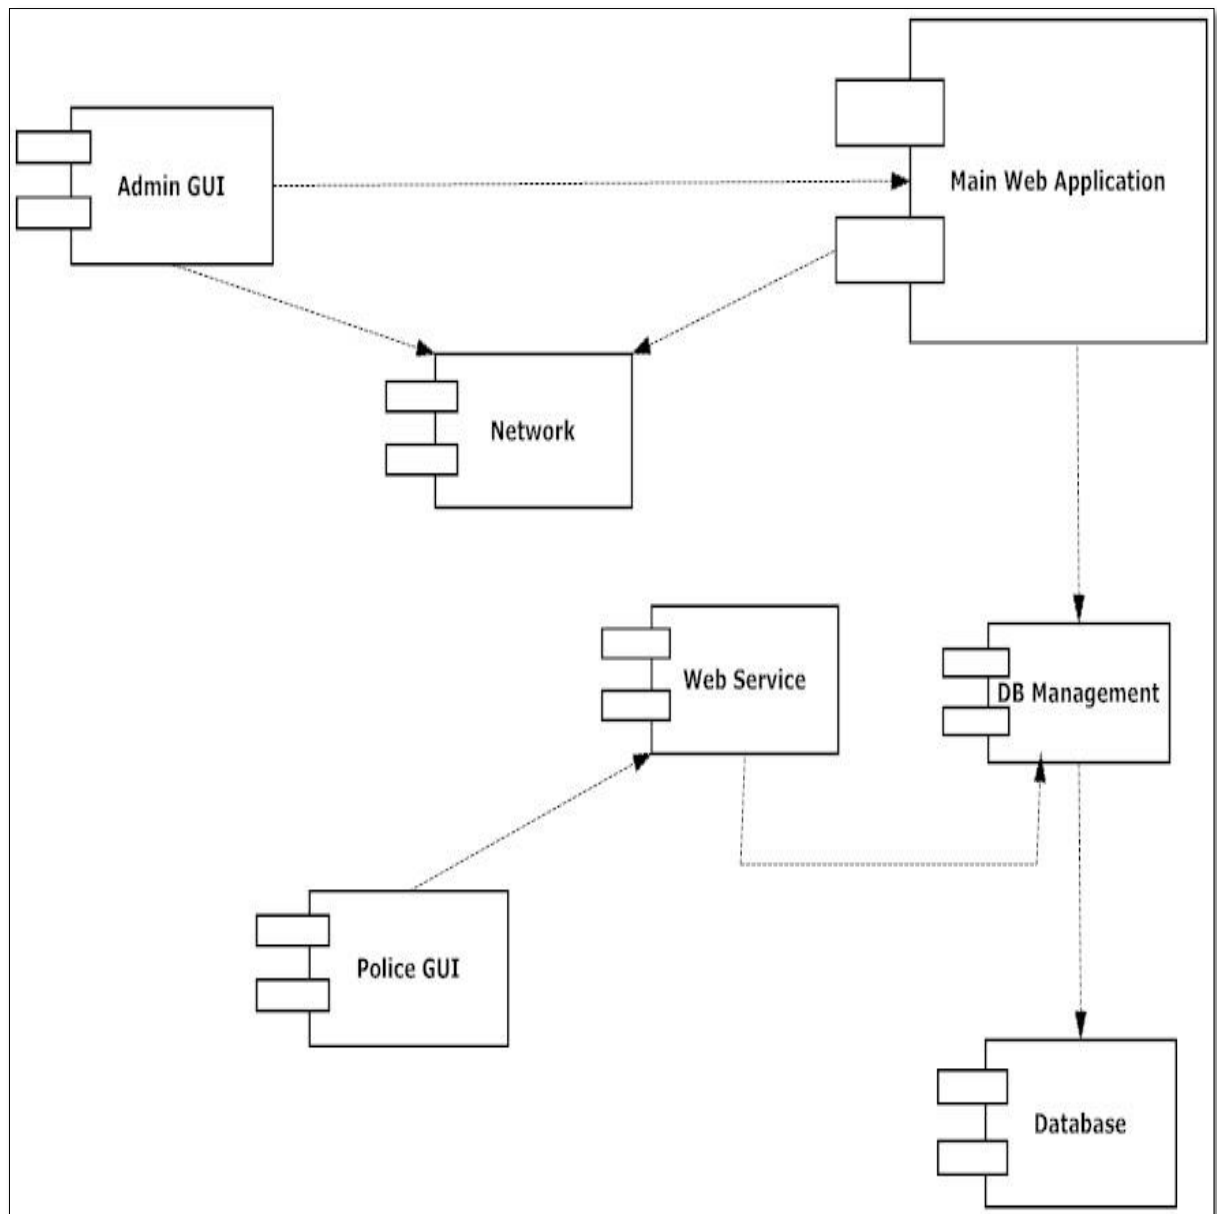 Main Web Application
Admin GUI
Network
Web Service
DB Management
Police GUI
Database